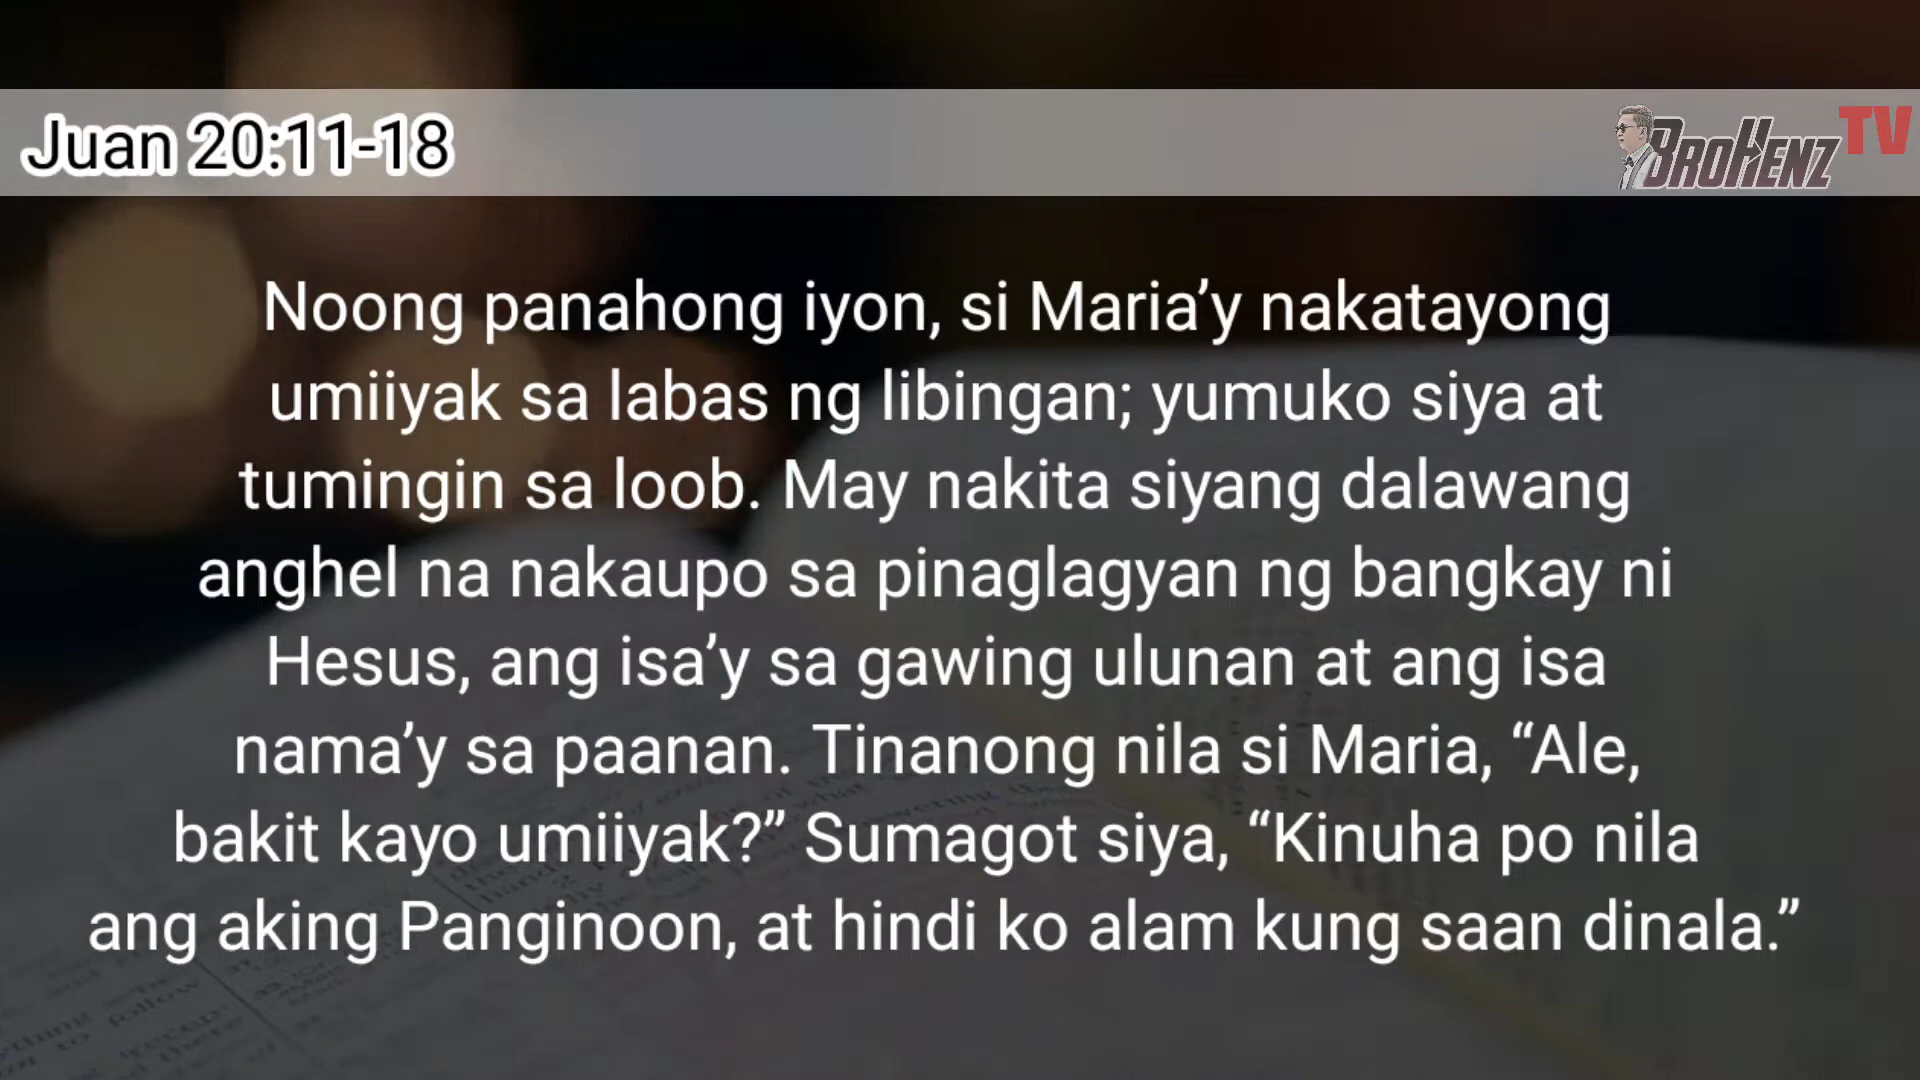 Juan 20:11-18
BROHENZ TV
Noong panahong iyon, si Maria’y nakatayong
umiiyak sa labas ng libingan; yumuko siya at
tumingin sa loob. May nakita siyang dalawang
anghel na nakaupo sa pinaglagyan ng bangkay ni
Hesus, ang isa’y sa gawing ulunan at ang isa
nama’y sa paanan. Tinanong nila si Maria, “Ale,
bakit kayo umiiyak?” Sumagot siya, “Kinuha po nila
ang aking Panginoon, at hindi ko alam kung saan dinala.”